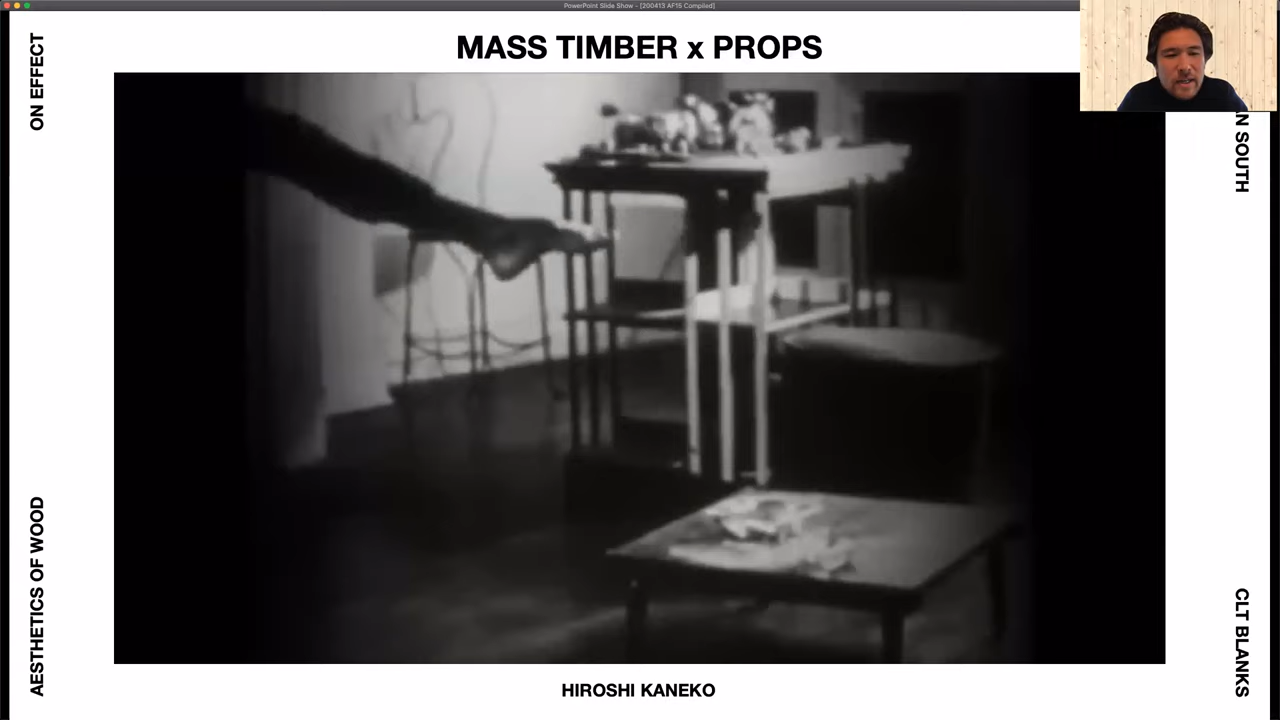 PowerPoint Slide Show - [200413 AF15 Compiled]
MASS TIMBER x PROPS
ON EFFECT
AESTHETICS OF WOOD
SOUTH
CLT BLANKS
HIROSHI KANEKO